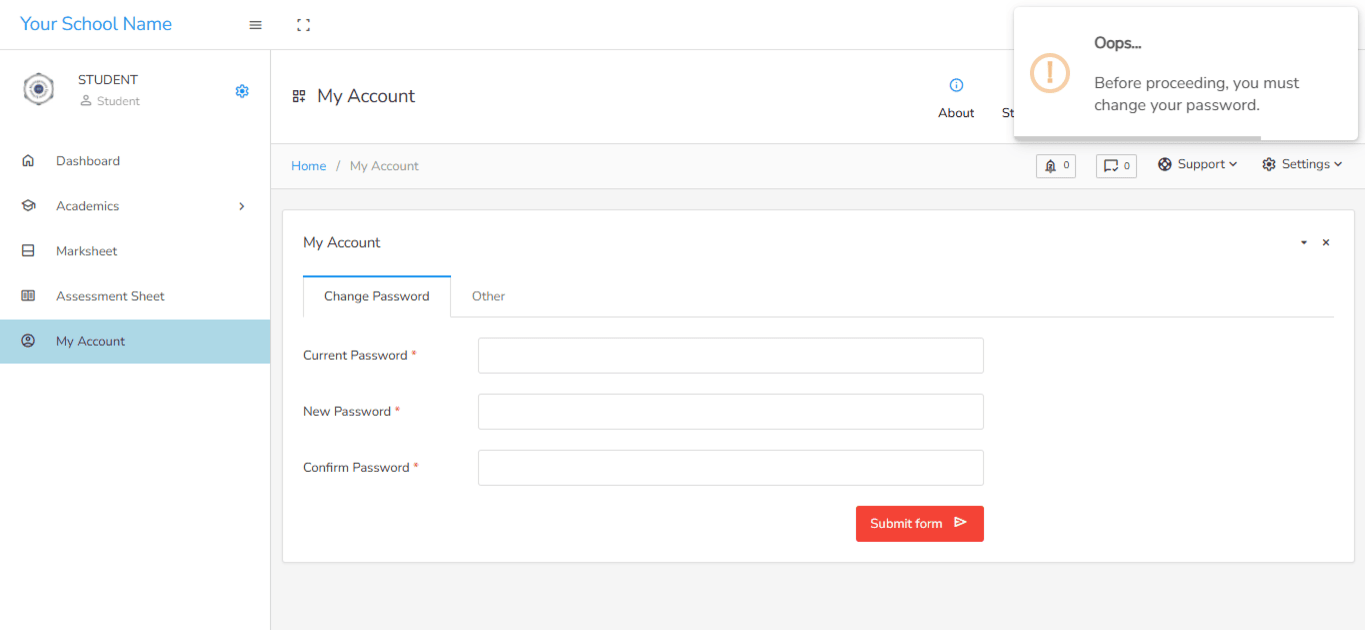 Your School Name
Oops...
Before proceeding, you must
change your password.
STUDENT
Student
My Account
About
St
Dashboard
Academics
Marksheet
Assessment Sheet
My Account
Home / My Account
0
0
Support
Settings
My Account
Change Password
Other
Current Password *
New Password *
Confirm Password *
Submit form